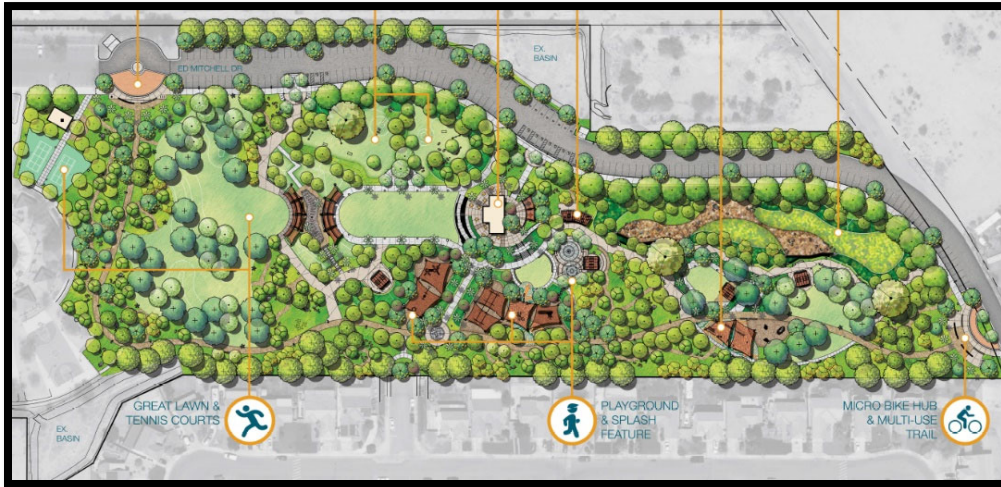 EX.
BASIN
ED MITCHELL DR
GREAT LAWN &
TENNIS COURTS
PLAYGROUND
& SPLASH
FEATURE
MICRO BIKE HUB
& MULTI-USE
TRAIL
EX.
BASIN